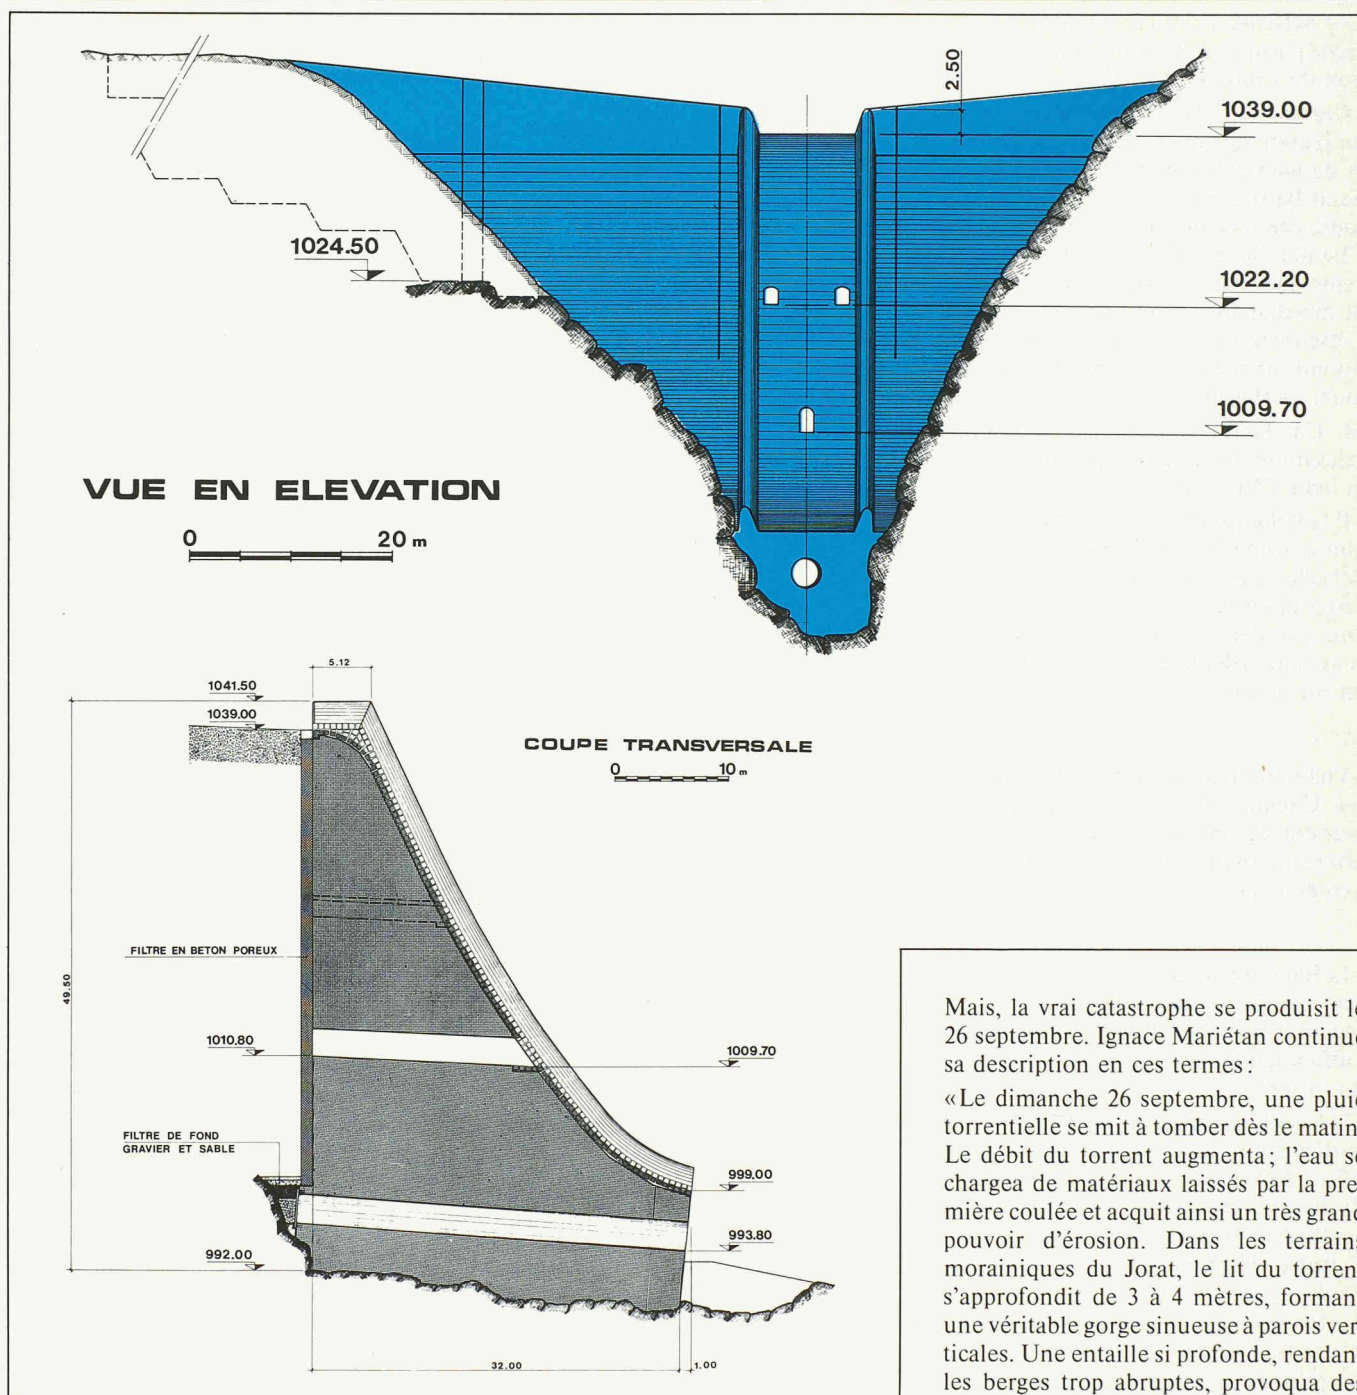 2.50
1039.00
1024.50
1022.20
1009.70
VUE EN ELEVATION
0 20 m
5.12
1041.50
1039.00
COUPE TRANSVERSALE
0 10 m
FILTRE EN BETON POREUX
49.50
1010.80
1009.70
FILTRE DE FOND
GRAVIER ET SABLE
999.00
993.80
992.00
32.00
1.00
Mais, la vrai catastrophe se produisit le
26 septembre. Ignace Mariétan continue
sa description en ces termes:
«Le dimanche 26 septembre, une pluie
torrentielle se mit à tomber dès le matin.
Le débit du torrent augmenta; l'eau se
chargea de matériaux laissés par la pre-
mière coulée et acquit ainsi un très grand
pouvoir d'érosion. Dans les terrains
morainiques du Jorat, le lit du torrent
s'approfondit de 3 à 4 mètres, formant
une véritable gorge sinueuse à parois ver-
ticales. Une entaille si profonde, rendant
les berges trop abruptes, provoqua des